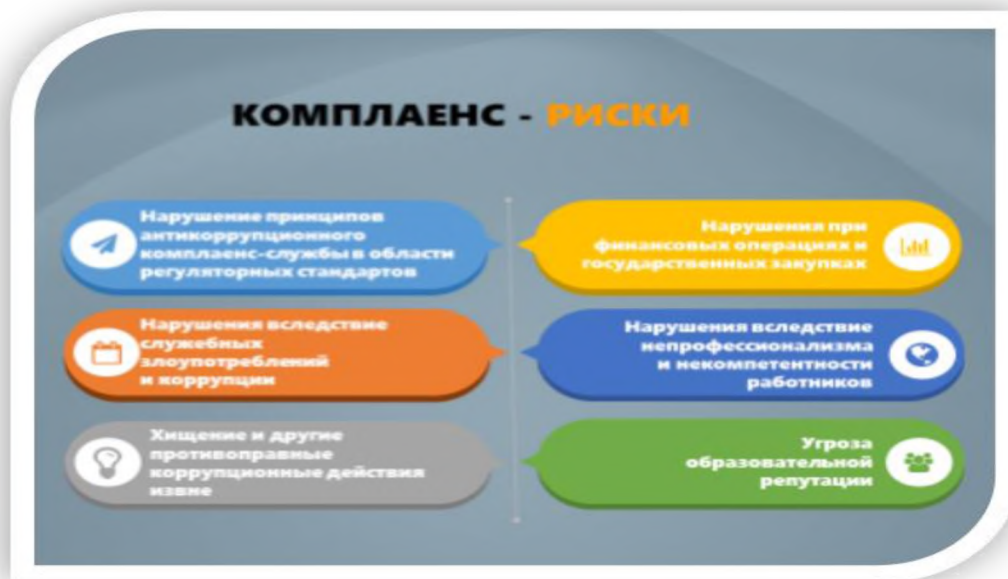 КОМПЛАЕНС - РИСКИ
Нарушение принципов
антикоррупционного
комплаенс-службы в области
регуляторных стандартов
Нарушения вследствие
служебных
злоупотреблений
и коррупции
Хищение и другие
противоправные
коррупционные действия
извне
Нарушения при
финансовых операциях и
государственных закупках
Нарушения вследствие
непрофессионализма
и некомпетентности
работников
Угроза
образовательной
репутации